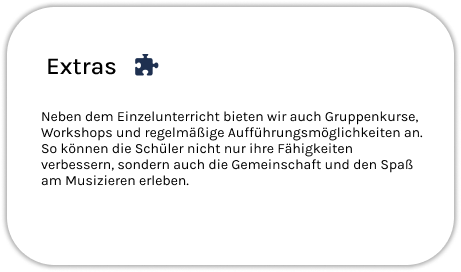 Extras
Neben dem Einzelunterricht bieten wir auch Gruppenkurse,
Workshops und regelmäßige Aufführungsmöglichkeiten an.
So können die Schüler nicht nur ihre Fähigkeiten
verbessern, sondern auch die Gemeinschaft und den Spaß
am Musizieren erleben.